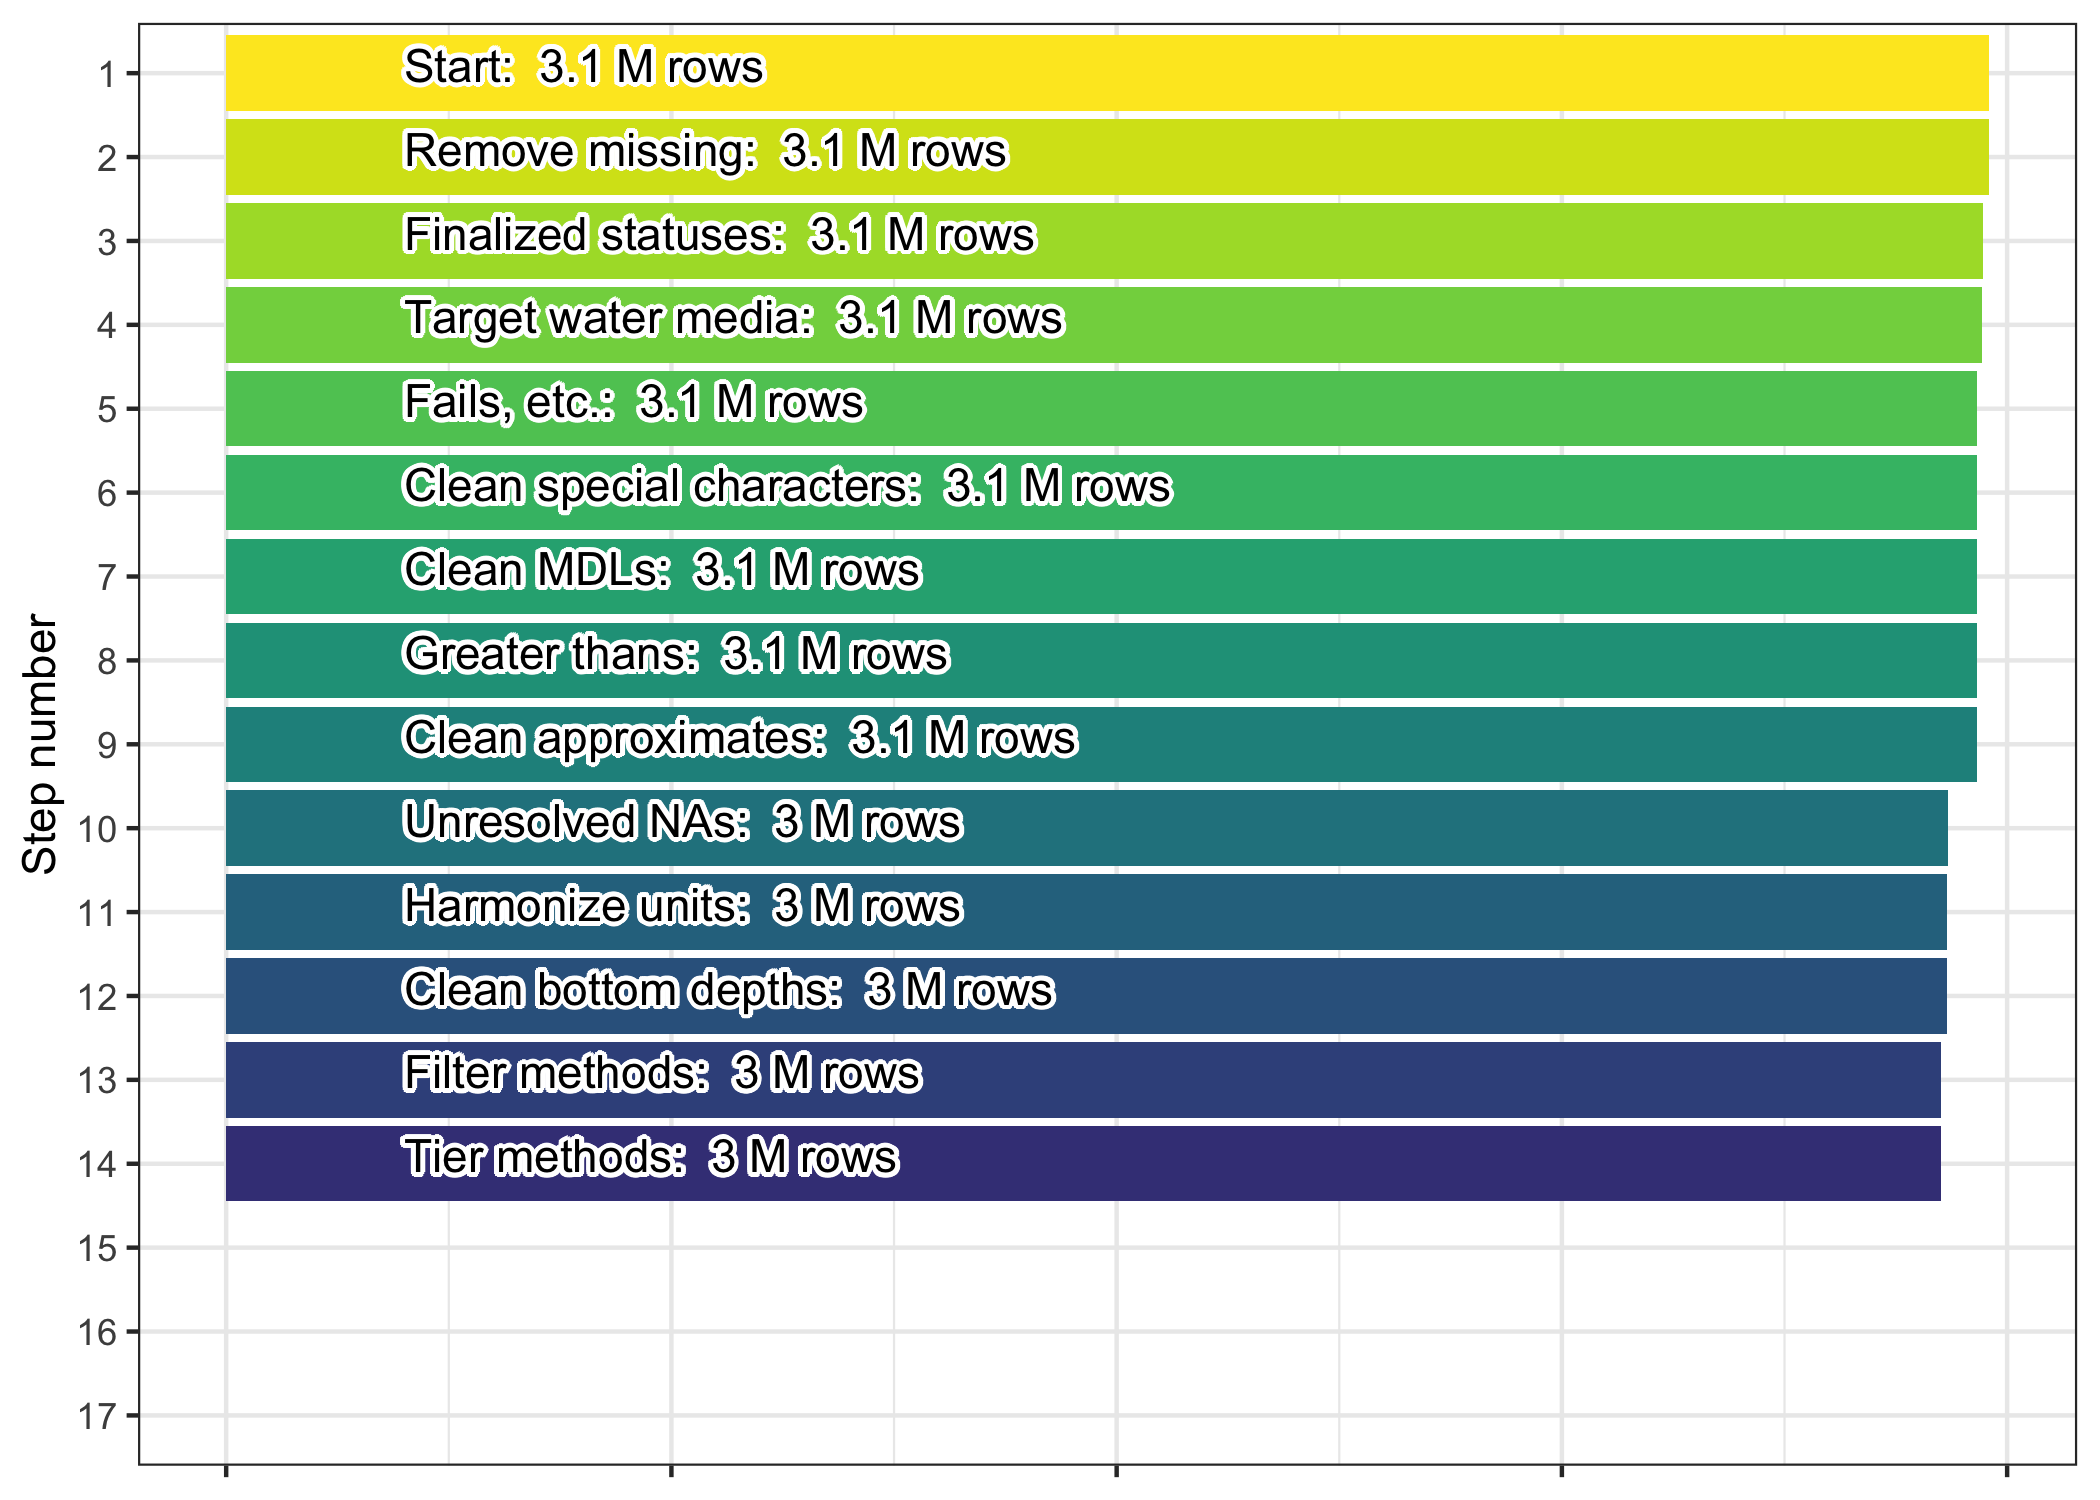 1
Start:  3.1 M rows
2
Remove missing:  3.1 M rows
3
Finalized statuses:  3.1 M rows
4
Target water media:  3.1 M rows
5
Fails, etc.:  3.1 M rows
6
Clean special characters:  3.1 M rows
7
Clean MDLs:  3.1 M rows
8
Greater thans:  3.1 M rows
9
Clean approximates:  3.1 M rows
10
Unresolved NAs:  3 M rows
11
Harmonize units:  3 M rows
12
Clean bottom depths:  3 M rows
13
Filter methods:  3 M rows
14
Tier methods:  3 M rows
15
16
17
Step number